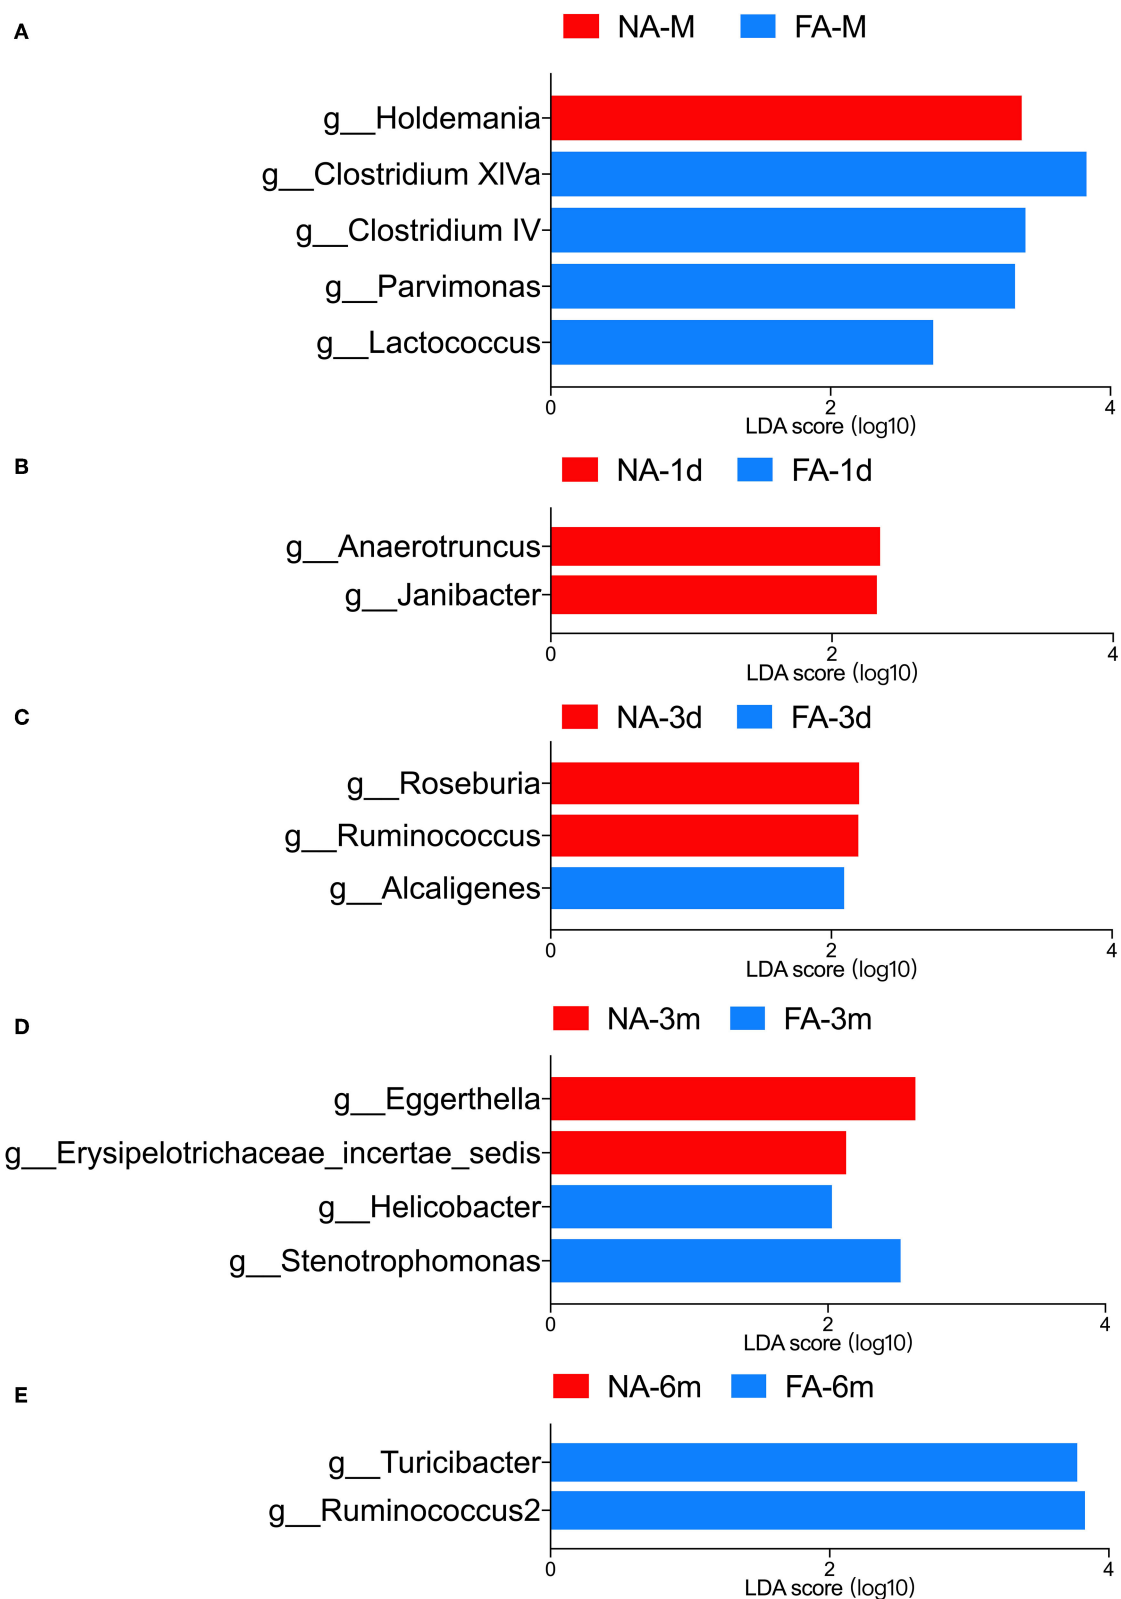 A
NA-M FA-M
g__Holdemania
g__Clostridium XIVa
g__Clostridium IV
g__Parvimonas
g__Lactococcus
0 2 4
LDA score (log10)
B
NA-1d FA-1d
g__Anaerotruncus
g__Janibacter
0 2 4
LDA score (log10)
C
NA-3d FA-3d
g__Roseburia
g__Ruminococcus
g__Alcaligenes
0 2 4
LDA score (log10)
D
NA-3m FA-3m
g__Eggerthella
g__Erysipelotrichaceae_incertae_sedis
g__Helicobacter
g__Stenotrophomonas
0 2 4
LDA score (log10)
E
NA-6m FA-6m
g__Turicibacter
g__Ruminococcus2
0 2 4
LDA score (log10)